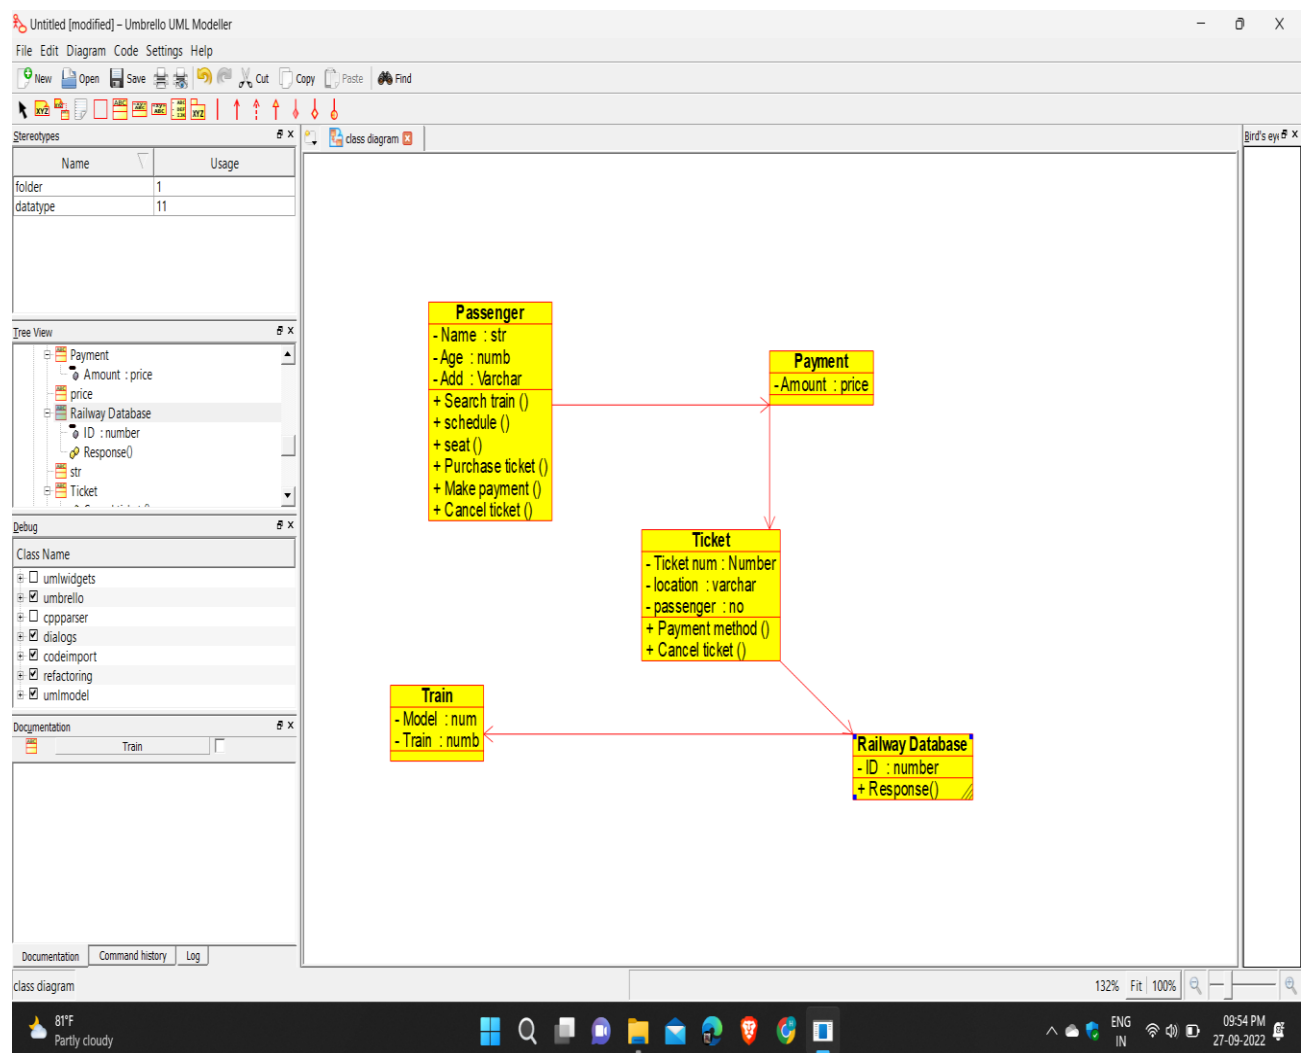 Untitled [modified] – Umbrello UML Modeller
File Edit Diagram Code Settings Help
New Open Save Cut Copy Paste Find
Stereotypes
Name Usage
folder 1
datatype 11
Tree View
Payment
Amount : price
price
Railway Database
ID : number
Response()
str
Ticket
Debug
Class Name
umlwidgets
umbrello
cppparser
dialogs
codeimport
refactoring
umlmodel
Documentation
Train
Documentation Command history Log
class diagram
class diagram
Bird's eye
Passenger
- Name : str
- Age : numb
- Add : Varchar
+ Search train ()
+ schedule ()
+ seat ()
+ Purchase ticket ()
+ Make payment ()
+ Cancel ticket ()
Payment
- Amount : price
Ticket
- Ticket num : Number
- location : varchar
- passenger : no
+ Payment method ()
+ Cancel ticket ()
Train
- Model : num
- Train : numb
Railway Database
- ID : number
+ Response()
132% Fit 100%
81°F
Partly cloudy
ENG
IN
09:54 PM
27-09-2022